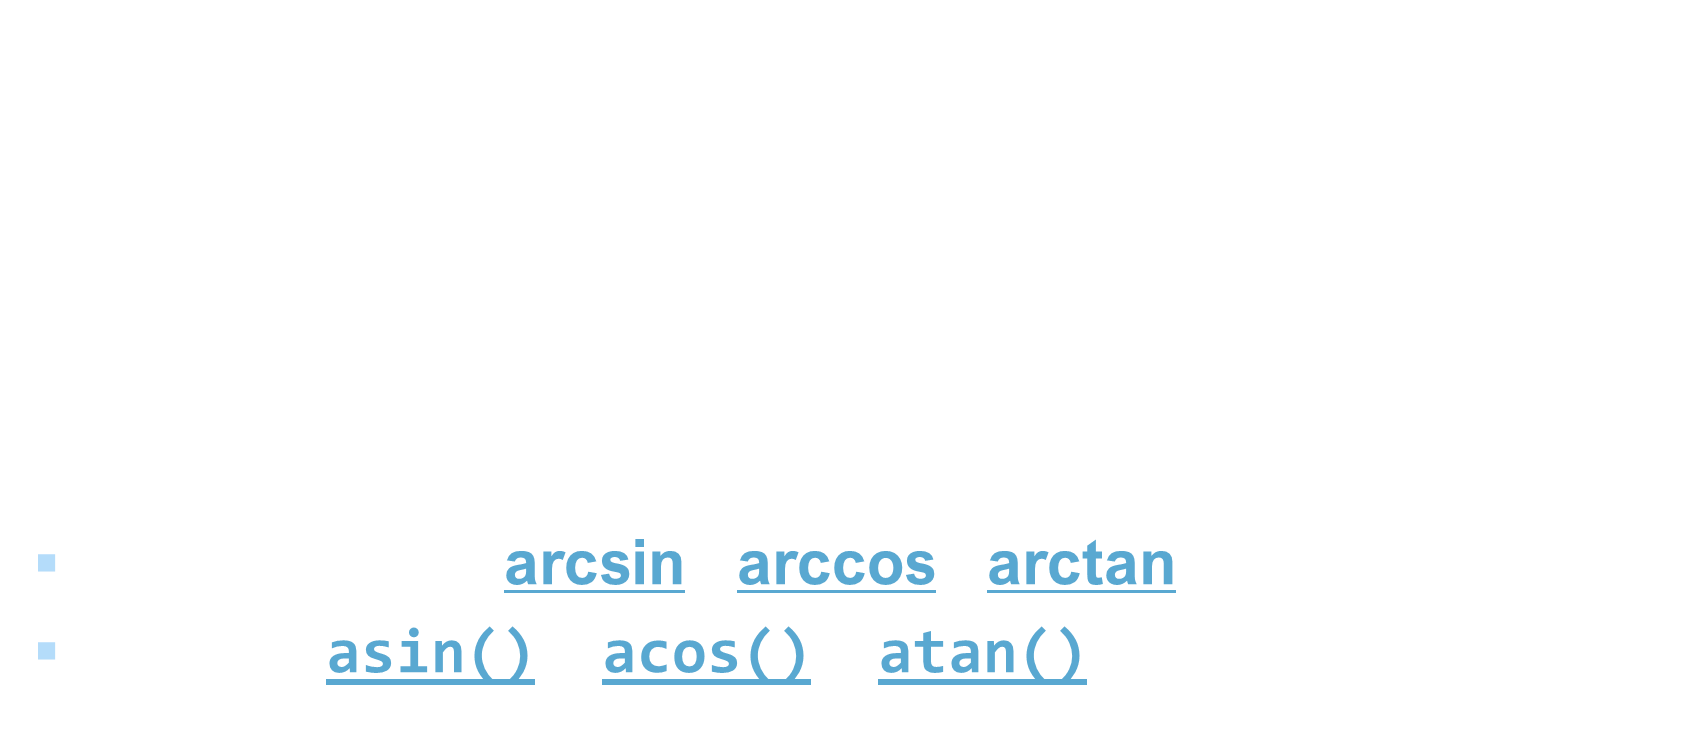 ▪ arcsin arccos arctan
▪ asin() acos() atan()